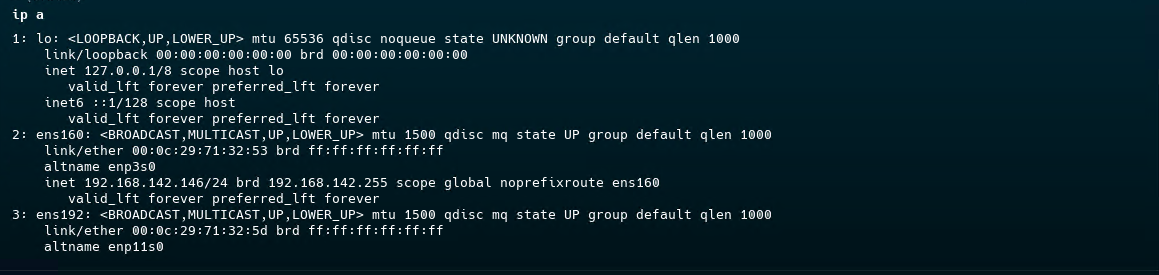 ip a
1: lo: <LOOPBACK,UP,LOWER_UP> mtu 65536 qdisc noqueue state UNKNOWN group default qlen 1000
link/loopback 00:00:00:00:00:00 brd 00:00:00:00:00:00
inet 127.0.0.1/8 scope host lo
valid_lft forever preferred_lft forever
inet6 ::1/128 scope host
valid_lft forever preferred_lft forever
2: ens160: <BROADCAST,MULTICAST,UP,LOWER_UP> mtu 1500 qdisc mq state UP group default qlen 1000
link/ether 00:0c:29:71:32:53 brd ff:ff:ff:ff:ff:ff
altname enp3s0
inet 192.168.142.146/24 brd 192.168.142.255 scope global noprefixroute ens160
valid_lft forever preferred_lft forever
3: ens192: <BROADCAST,MULTICAST,UP,LOWER_UP> mtu 1500 qdisc mq state UP group default qlen 1000
link/ether 00:0c:29:71:32:5d brd ff:ff:ff:ff:ff:ff
altname enp11s0